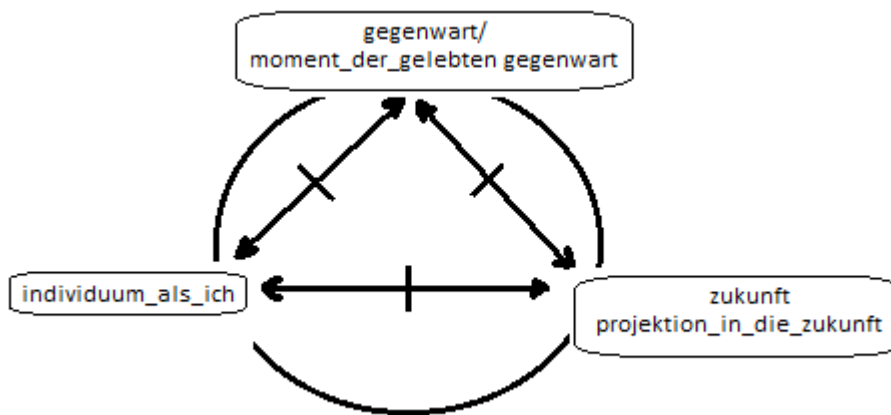 gegenwart/
moment_der_gelebten gegenwart
individuum_als_ich
zukunft
projektion_in_die_zukunft